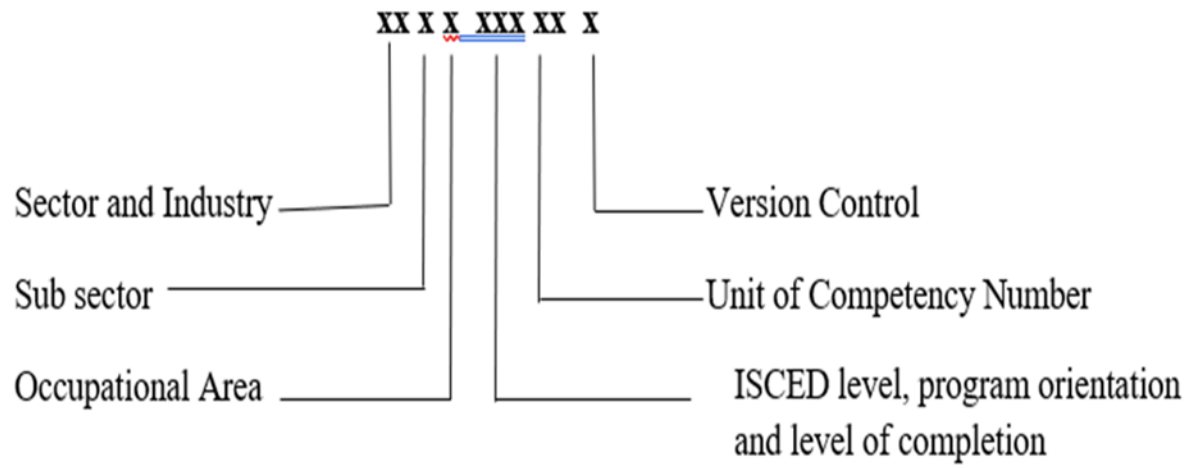 xx x x xxx xx x
Sector and Industry
Version Control
Sub sector
Unit of Competency Number
Occupational Area
ISCED level, program orientation
and level of completion